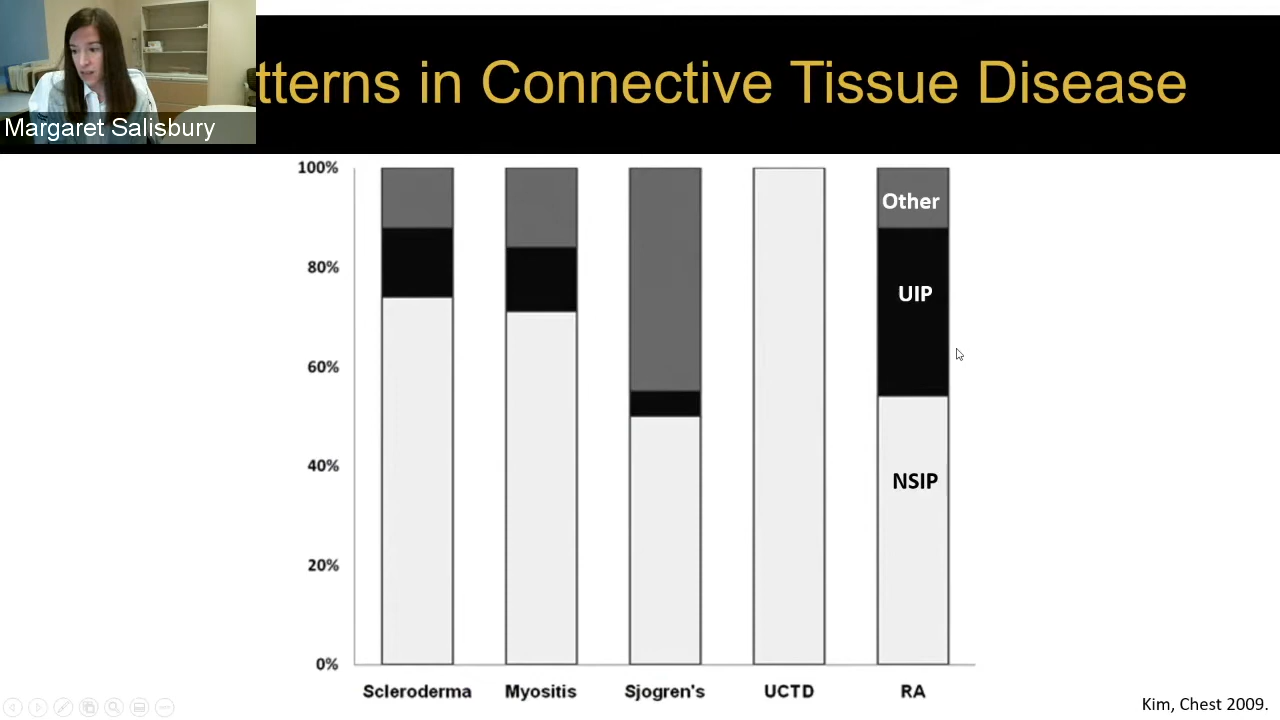 tterns in Connective Tissue Disease
Margaret Salisbury
100%
80%
60%
40%
20%
0%
Other
UIP
NSIP
Scleroderma
Myositis
Sjogren's
UCTD
RA
Kim, Chest 2009.